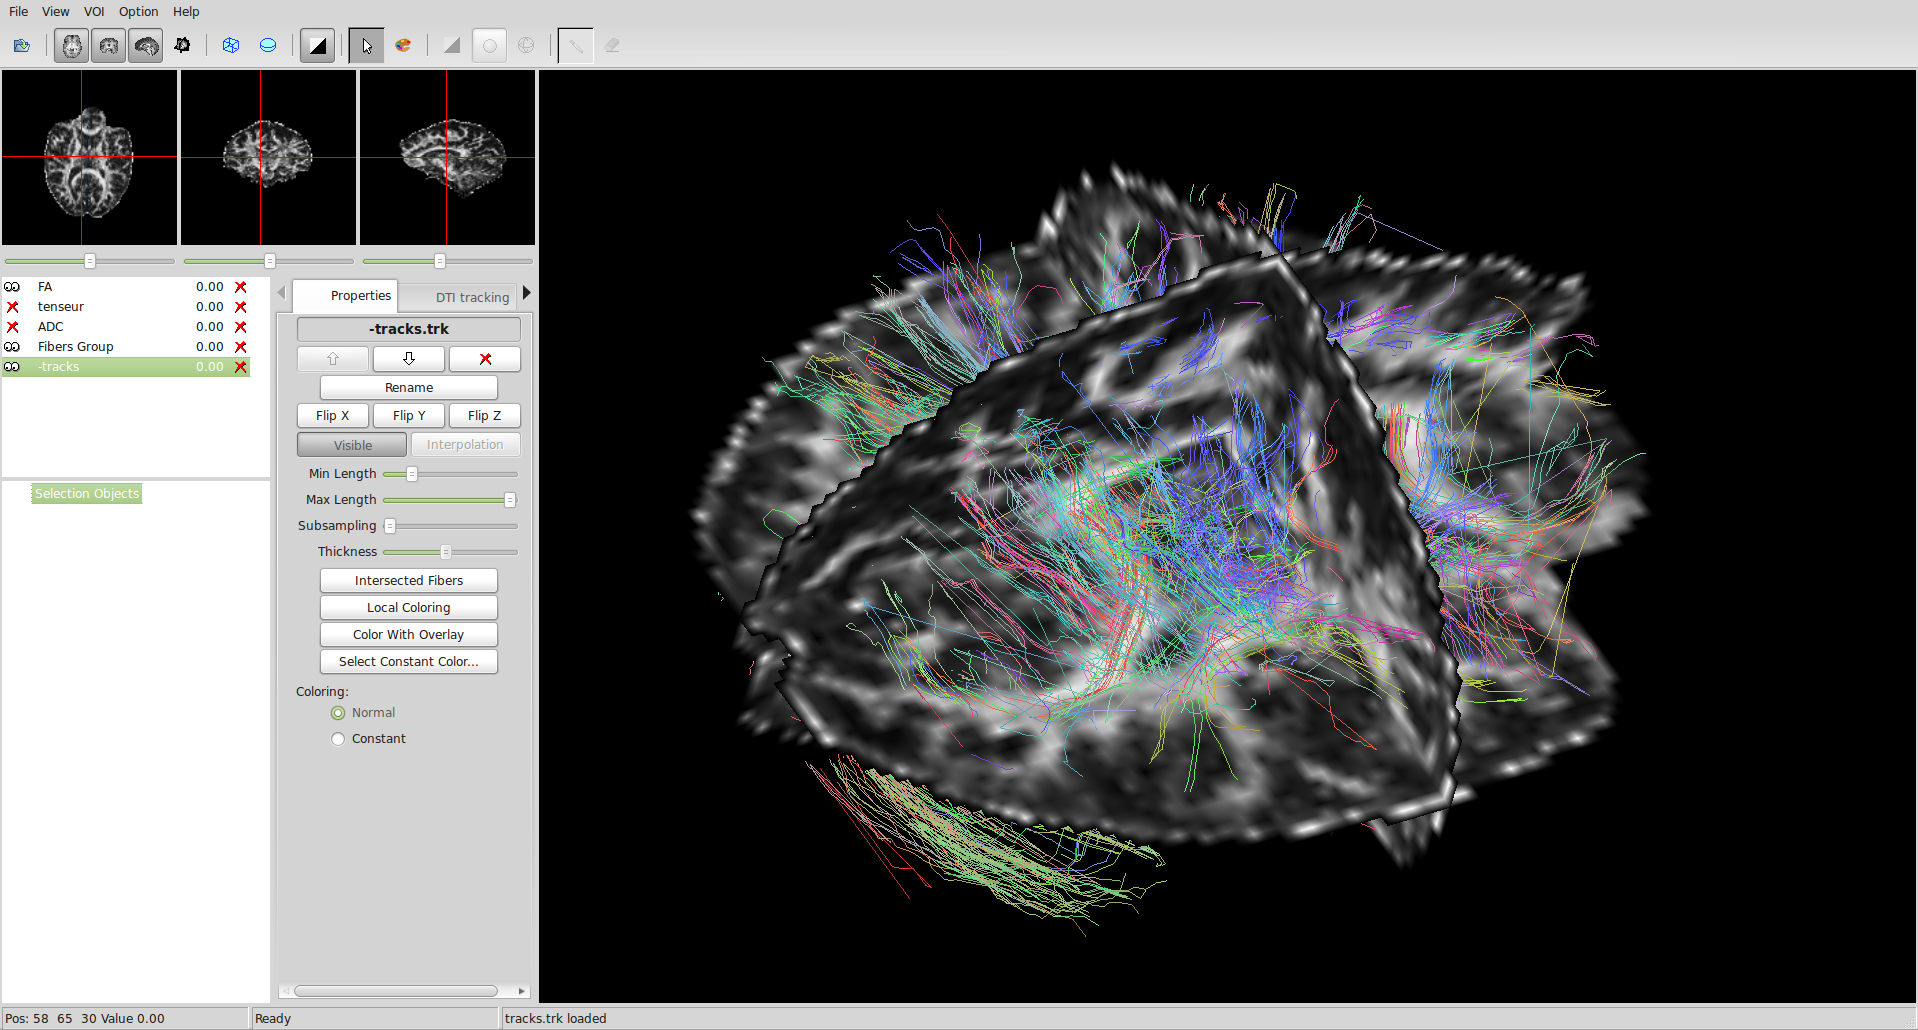 File View VOI Option Help
FA 0.00
tenseur 0.00
ADC 0.00
Fibers Group 0.00
-tracks 0.00
Selection Objects
Properties DTI tracking
-tracks.trk
Rename
Flip X Flip Y Flip Z
Visible Interpolation
Min Length
Max Length
Subsampling
Thickness
Intersected Fibers
Local Coloring
Color With Overlay
Select Constant Color...
Coloring:
Normal
Constant
Pos: 58 65 30 Value 0.00 Ready tracks.trk loaded